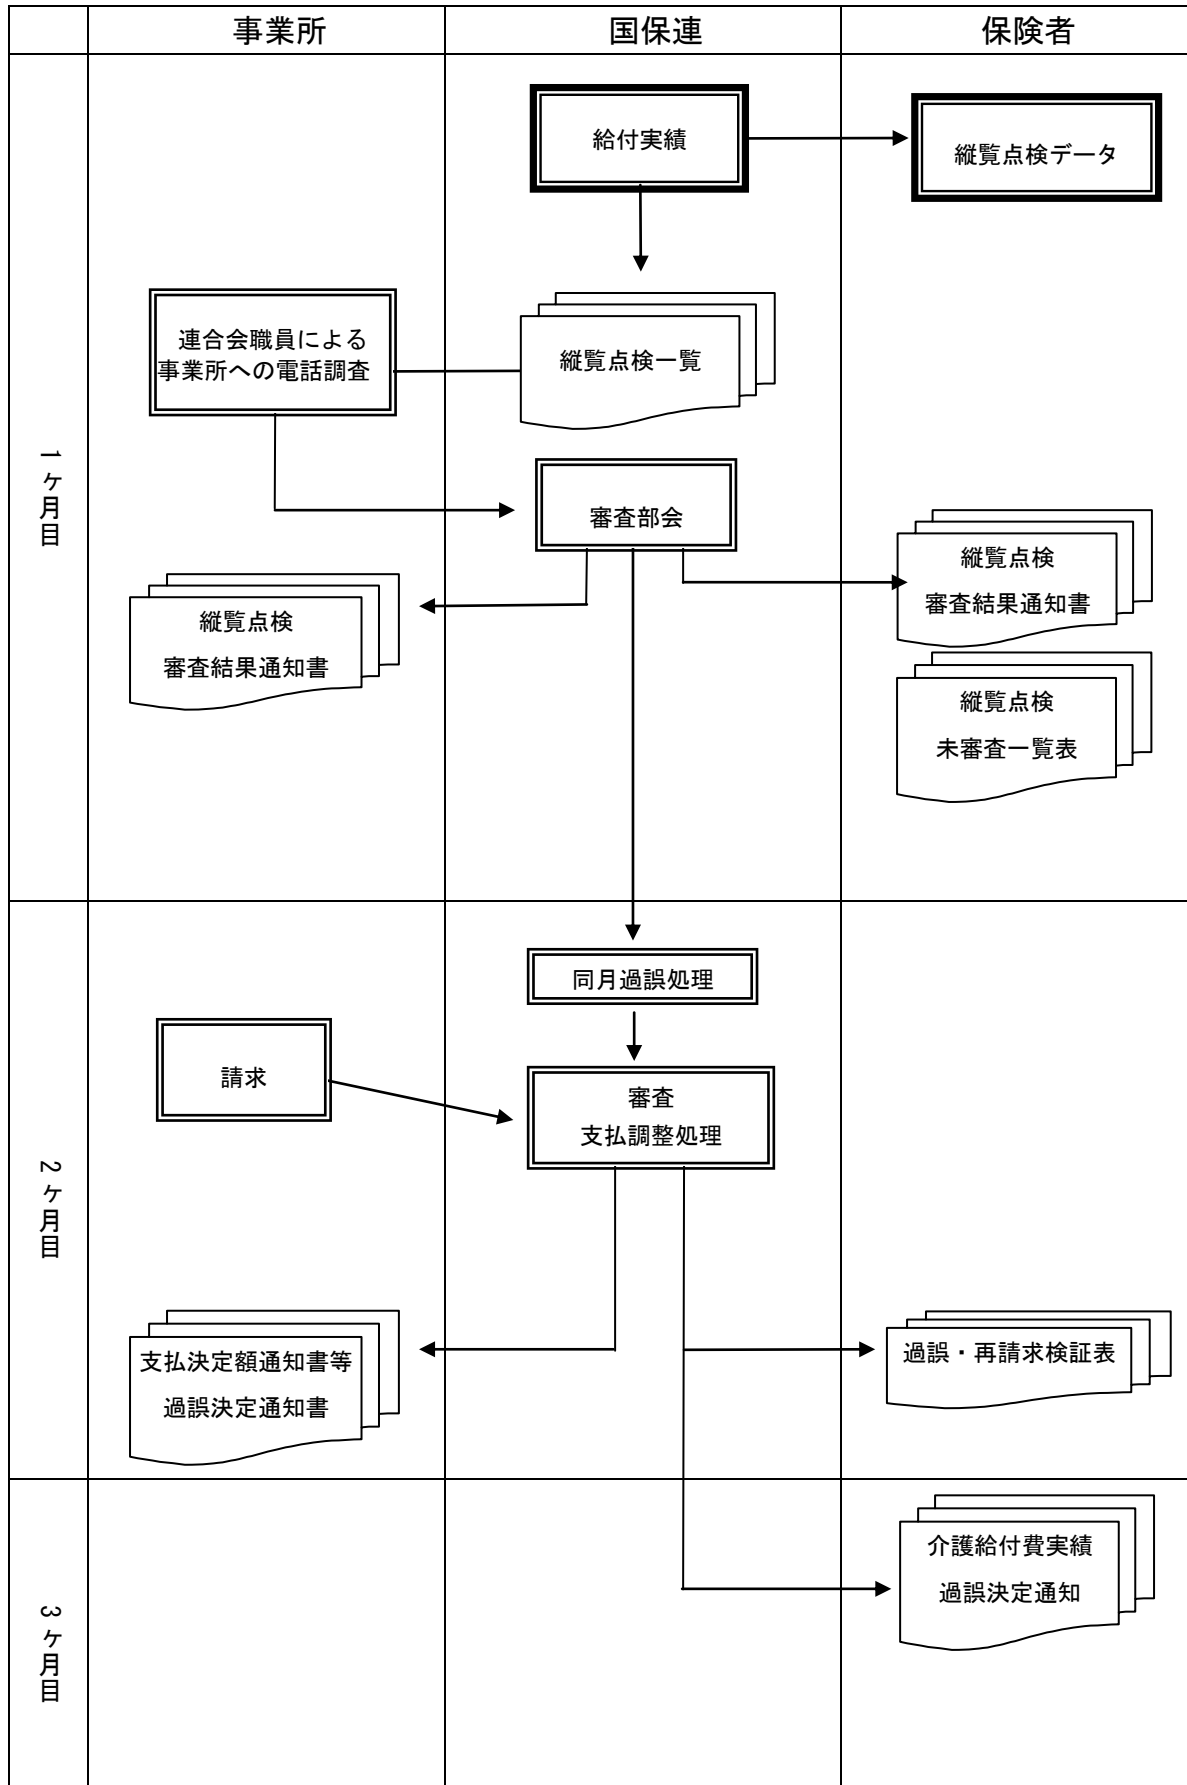 事業所
国保連
保険者
1ヶ月目
給付実績
縦覧点検データ
連合会職員による
事業所への電話調査
縦覧点検一覧
審査部会
縦覧点検
審査結果通知書
縦覧点検
審査結果通知書
縦覧点検
未審査一覧表
2ヶ月目
同月過誤処理
請求
審査
支払調整処理
支払決定額通知書等
過誤決定通知書
過誤・再請求検証表
3ヶ月目
介護給付費実績
過誤決定通知